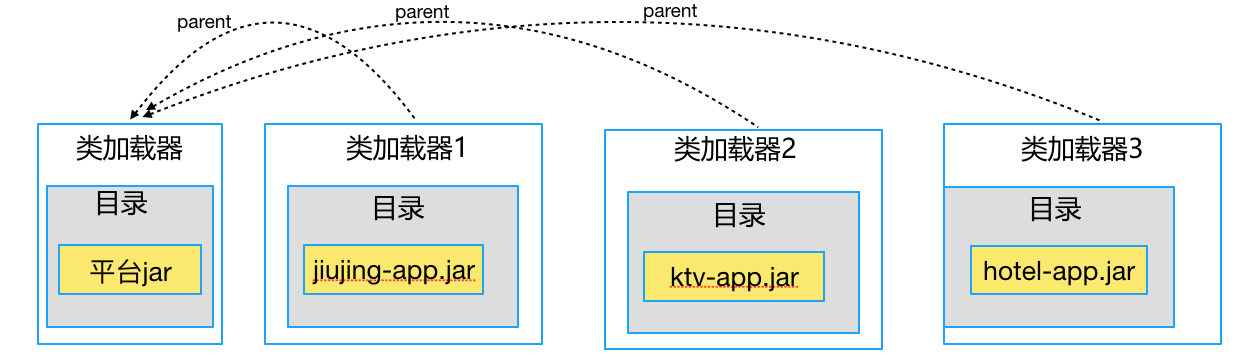 parent
parent
parent
类加载器
目录
平台jar
类加载器1
目录
jiujing-app.jar
类加载器2
目录
ktv-app.jar
类加载器3
目录
hotel-app.jar